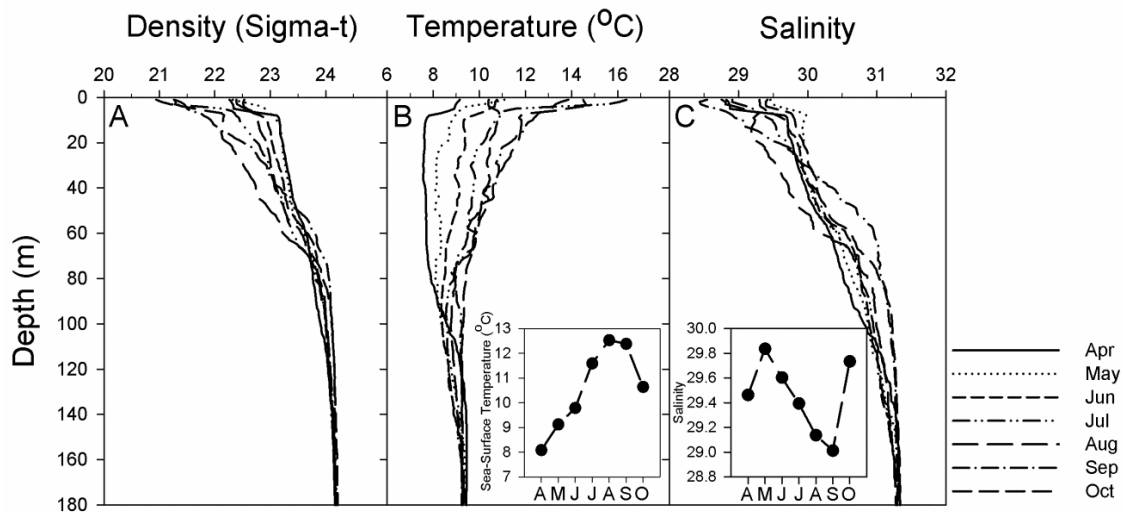 Density (Sigma-t) Temperature (°C) Salinity
20 21 22 23 24 6 8 10 12 14 16 28 29 30 31 32
A B C
0
20
40
60
80
100
120
140
160
180
Depth (m)
Sea-Surface Temperature (°C)
13
12
11
10
9
8
7
A M J J A S O
Salinity
30.0
29.8
29.6
29.4
29.2
29.0
28.8
A M J J A S O
Apr
May
Jun
Jul
Aug
Sep
Oct